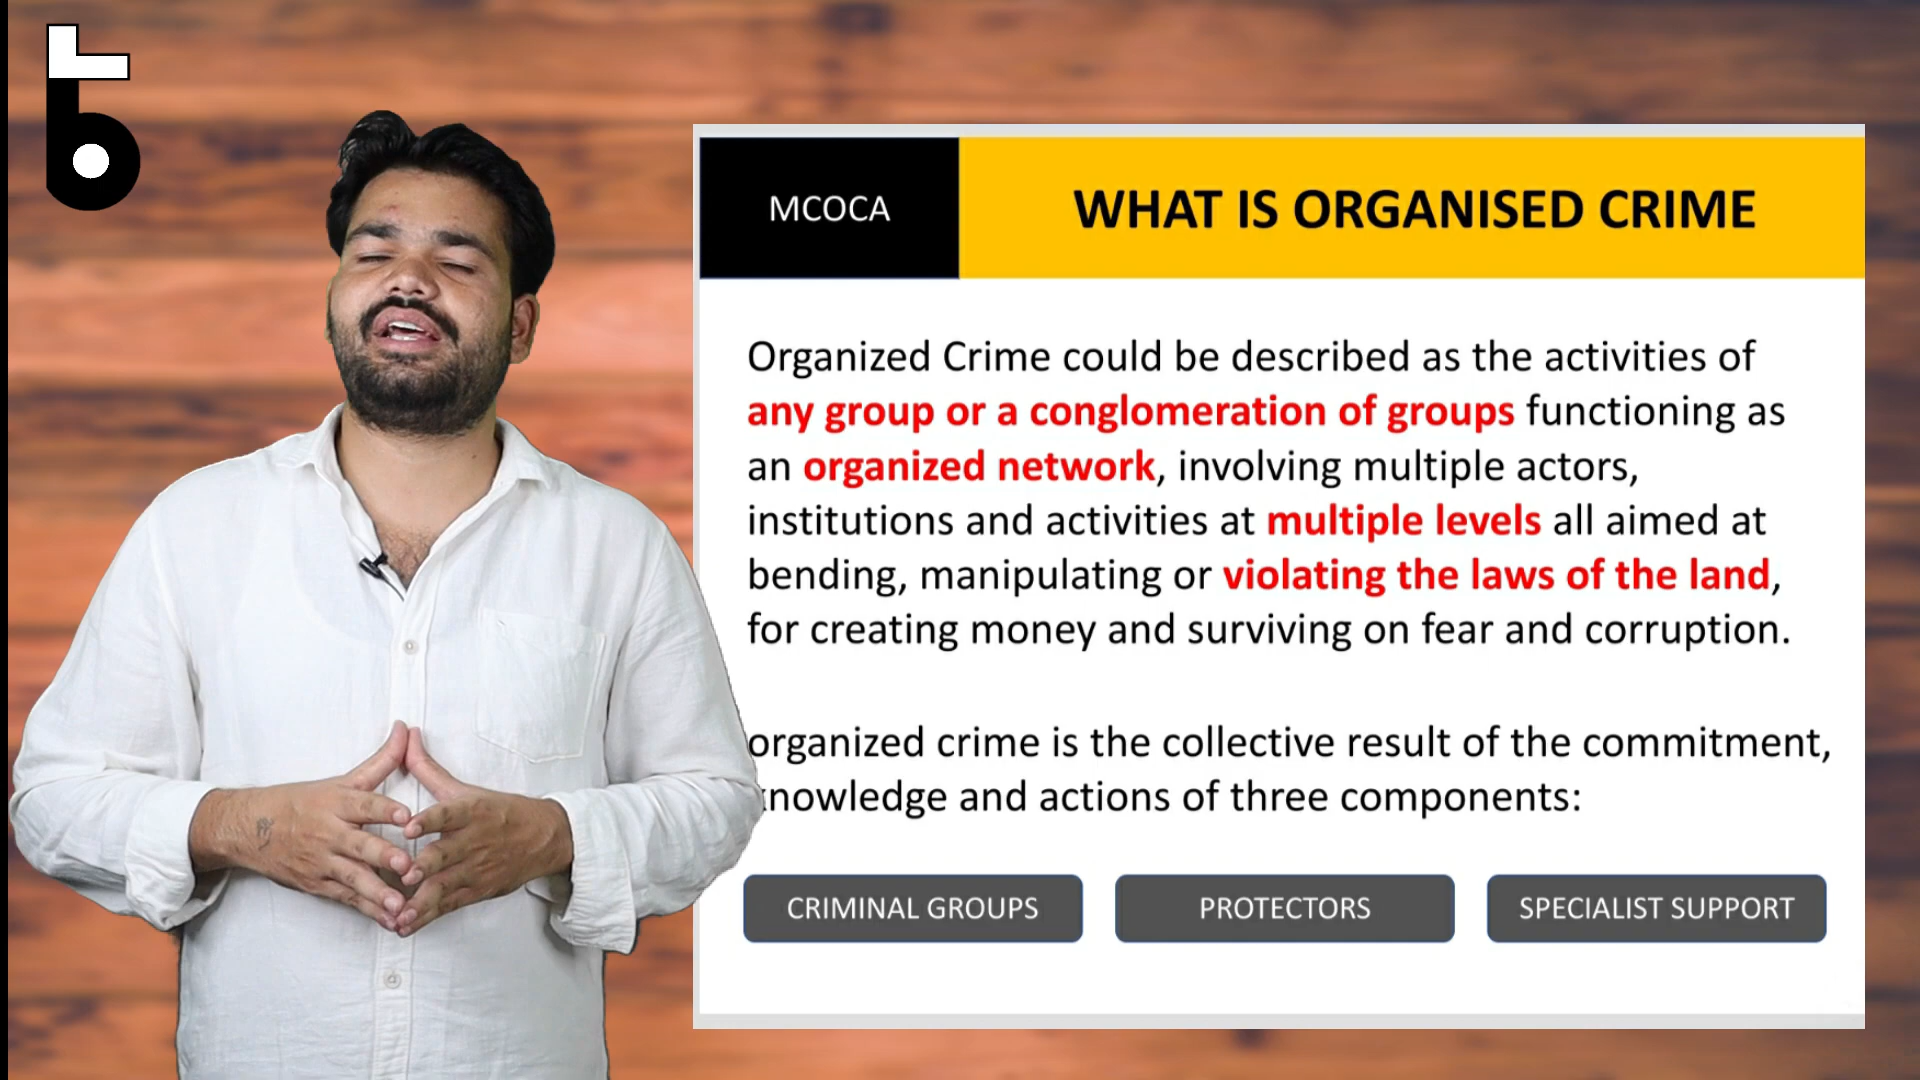 MCOCA
WHAT IS ORGANISED CRIME
Organized Crime could be described as the activities of
any group or a conglomeration of groups functioning as
an organized network, involving multiple actors,
institutions and activities at multiple levels all aimed at
bending, manipulating or violating the laws of the land,
for creating money and surviving on fear and corruption.
organized crime is the collective result of the commitment,
knowledge and actions of three components:
CRIMINAL GROUPS
PROTECTORS
SPECIALIST SUPPORT